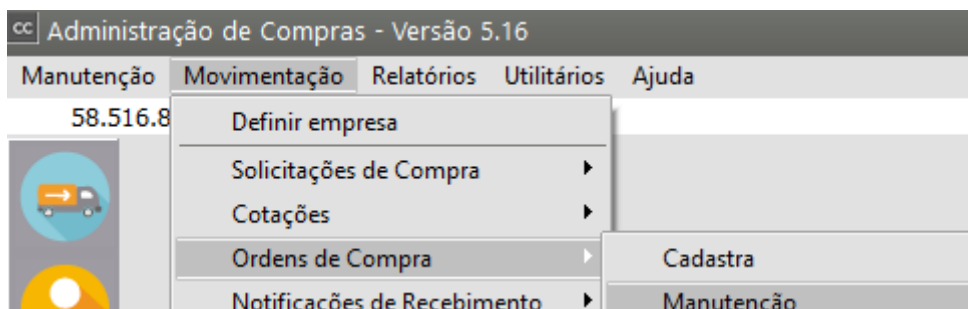 cc Administração de Compras - Versão 5.16
Manutenção Movimentação Relatórios Utilitários Ajuda
58.516.8
Definir empresa
Solicitações de Compra
Cotações
Ordens de Compra Cadastra
Notificações de Recebimento Manutenção